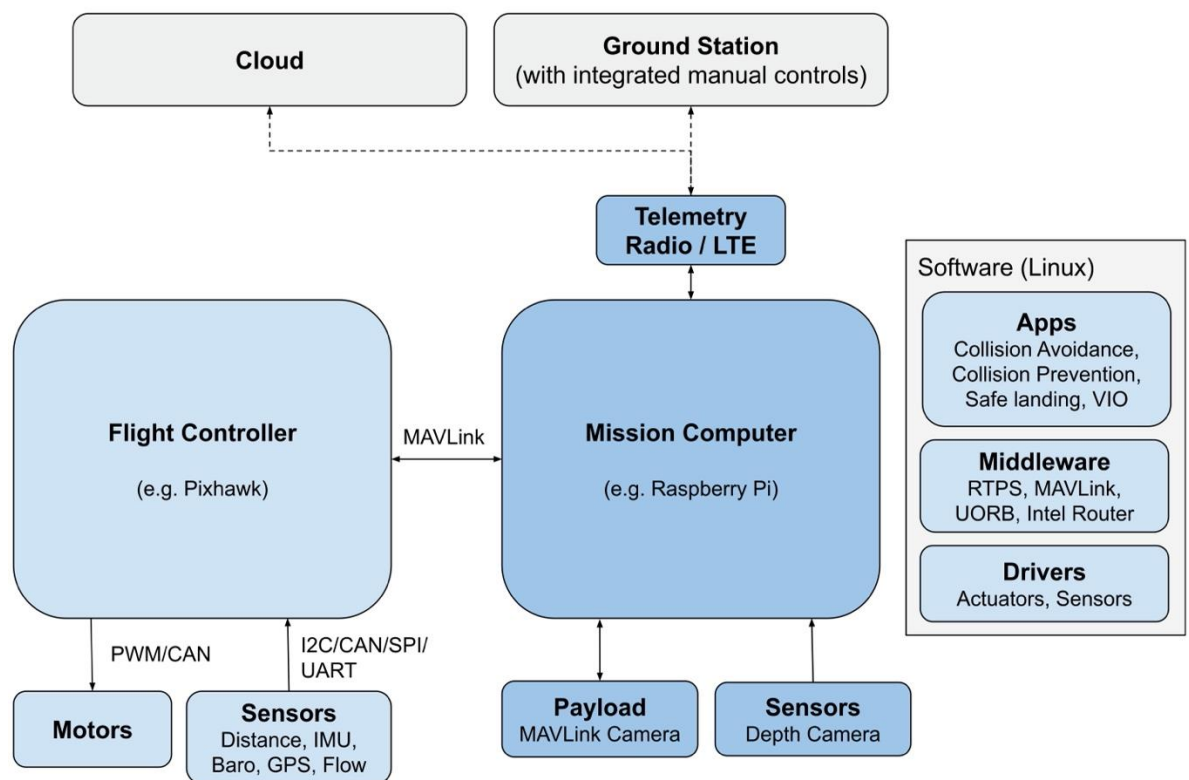 Cloud
Ground Station
(with integrated manual controls)
Telemetry
Radio / LTE
Flight Controller
(e.g. Pixhawk)
MAVLink
Mission Computer
(e.g. Raspberry Pi)
PWM/CAN
I2C/CAN/SPI/
UART
Motors
Sensors
Distance, IMU,
Baro, GPS, Flow
Payload
MAVLink Camera
Sensors
Depth Camera
Software (Linux)
Apps
Collision Avoidance,
Collision Prevention,
Safe landing, VIO
Middleware
RTPS, MAVLink,
UORB, Intel Router
Drivers
Actuators, Sensors